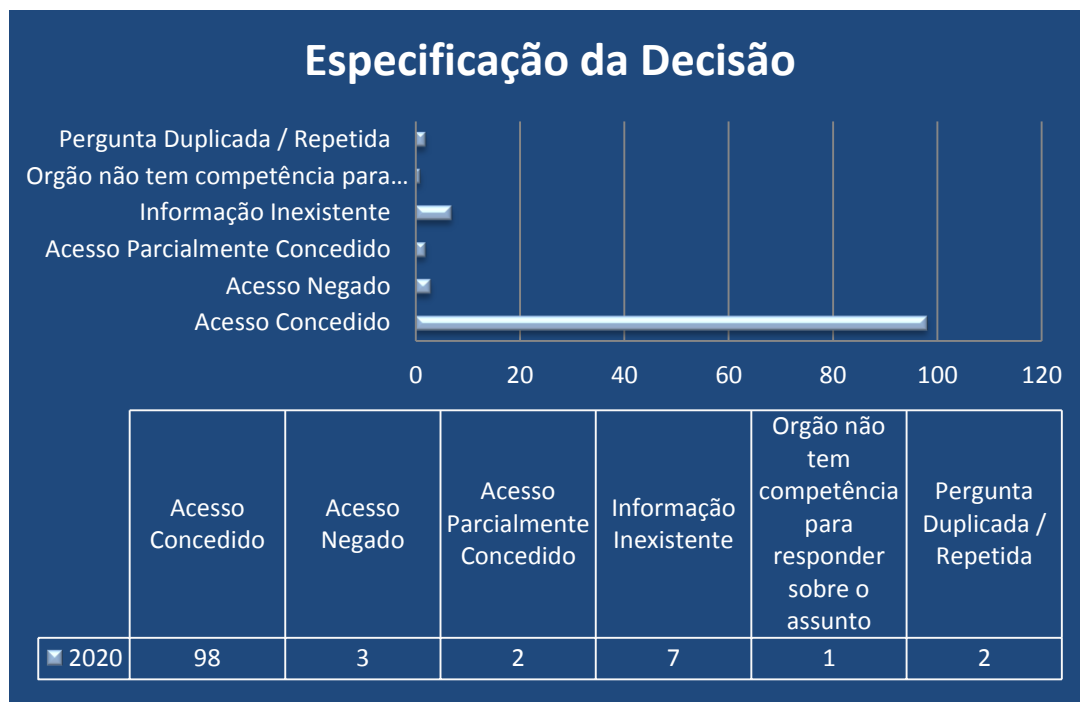 Especificação da Decisão
Pergunta Duplicada / Repetida
Orgão não tem competência para...
Informação Inexistente
Acesso Parcialmente Concedido
Acesso Negado
Acesso Concedido
0 20 40 60 80 100 120
Acesso
Concedido
Acesso
Negado
Acesso
Parcialmente
Concedido
Informação
Inexistente
Orgão não
tem
competência
para
responder
sobre o
assunto
Pergunta
Duplicada /
Repetida
2020 98 3 2 7 1 2